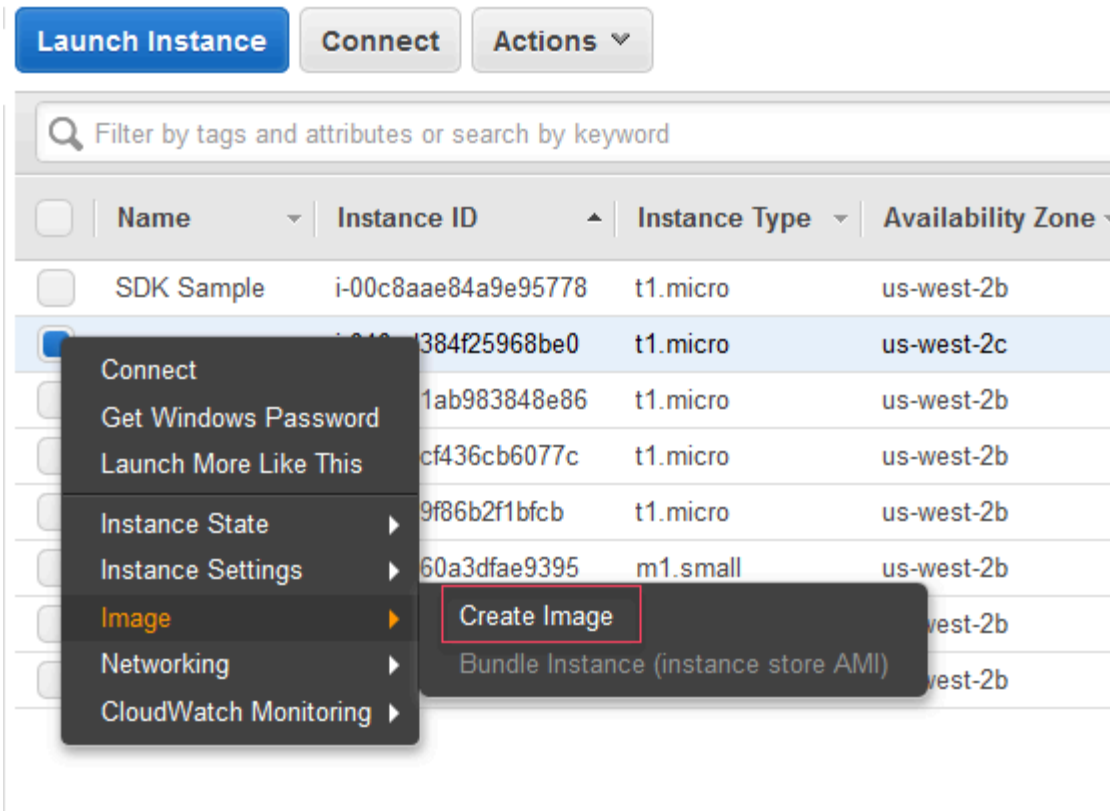 Launch Instance Connect Actions
Filter by tags and attributes or search by keyword
Name Instance ID Instance Type Availability Zone
SDK Sample i-00c8aae84a9e95778 t1.micro us-west-2b
384f25968be0 t1.micro us-west-2c
Connect
1ab983848e86 t1.micro us-west-2b
Get Windows Password
cf436cb6077c t1.micro us-west-2b
Launch More Like This
9f86b2f1bfcb t1.micro us-west-2b
Instance State
60a3dfae9395 m1.small us-west-2b
Instance Settings
Image
Create Image
vest-2b
Networking
Bundle Instance (instance store AMI)
vest-2b
CloudWatch Monitoring